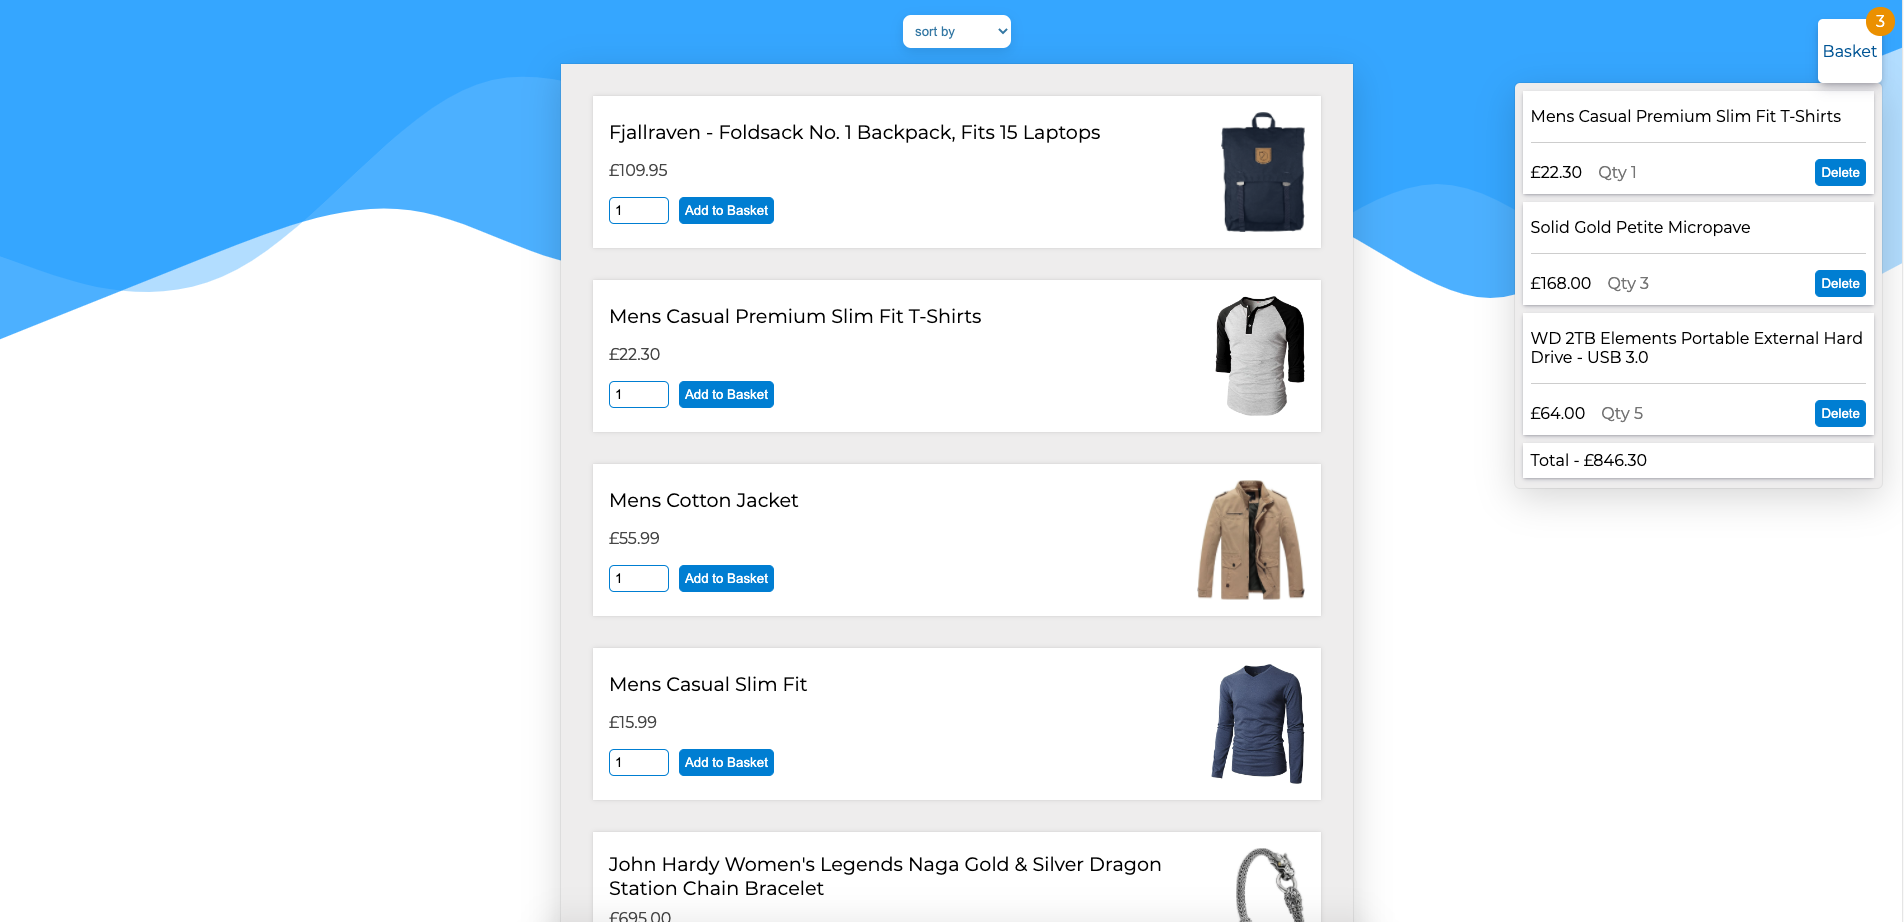 sort by
3
Basket
Fjallraven - Foldsack No. 1 Backpack, Fits 15 Laptops
£109.95
1
Add to Basket
Mens Casual Premium Slim Fit T-Shirts
£22.30
1
Add to Basket
Mens Cotton Jacket
£55.99
1
Add to Basket
Mens Casual Slim Fit
£15.99
1
Add to Basket
John Hardy Women's Legends Naga Gold & Silver Dragon
Station Chain Bracelet
£695.00
Mens Casual Premium Slim Fit T-Shirts
£22.30 Qty 1 Delete
Solid Gold Petite Micropave
£168.00 Qty 3 Delete
WD 2TB Elements Portable External Hard
Drive - USB 3.0
£64.00 Qty 5 Delete
Total - £846.30